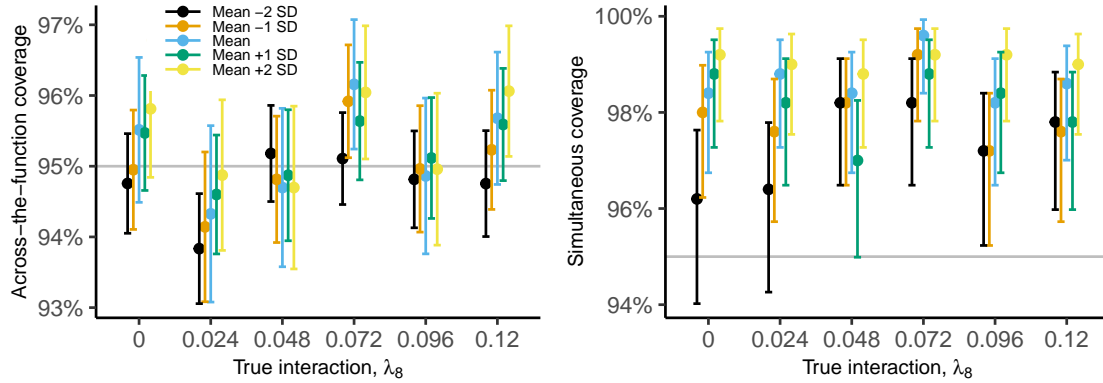 Across-the-function coverage
97%
96%
95%
94%
93%
Mean −2 SD
Mean −1 SD
Mean
Mean +1 SD
Mean +2 SD
0 0.024 0.048 0.072 0.096 0.12
True interaction, λ8
Simultaneous coverage
100%
98%
96%
94%
0 0.024 0.048 0.072 0.096 0.12
True interaction, λ8